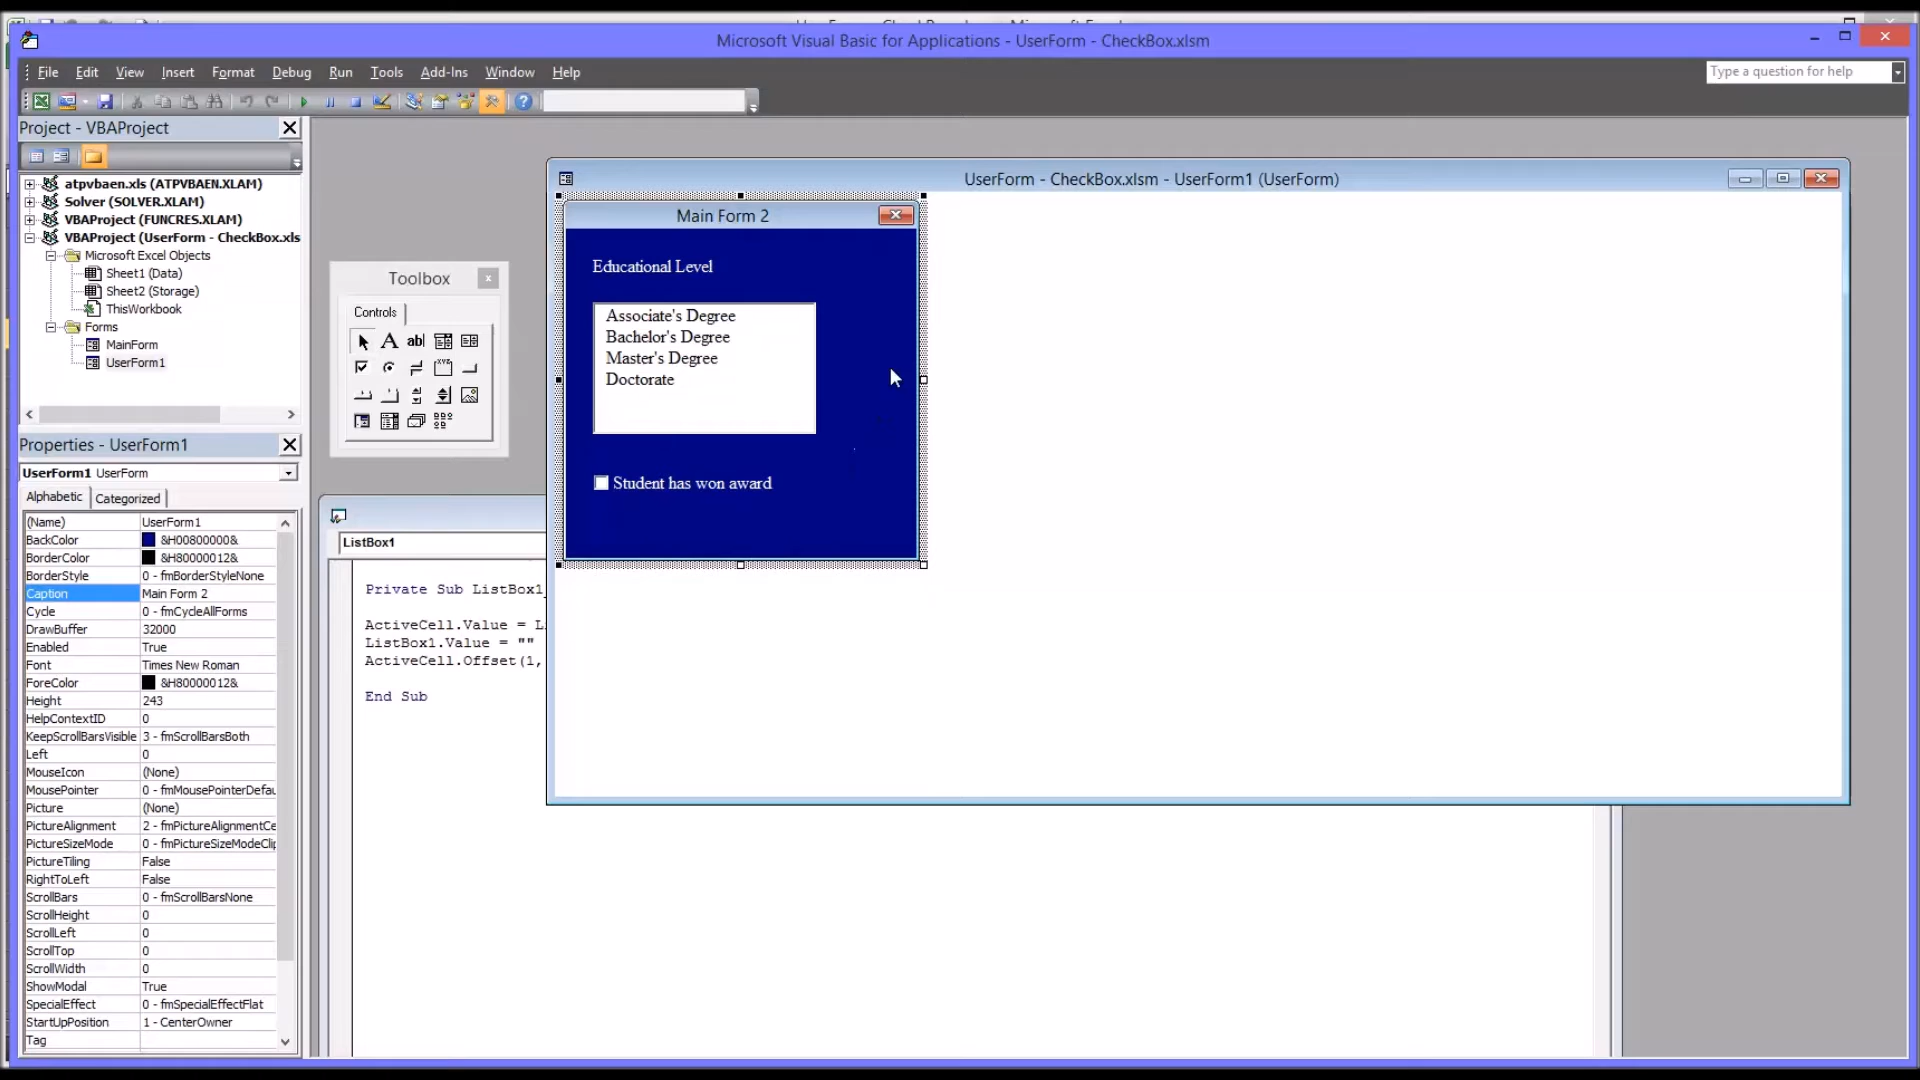 Microsoft Visual Basic for Applications - UserForm - CheckBox.xlsm
File Edit View Insert Format Debug Run Tools Add-Ins Window Help
Type a question for help
Project - VBAProject
atpvbaen.xls (ATPVBAEN.XLAM)
Solver (SOLVER.XLAM)
VBAProject (FUNCRES.XLAM)
VBAProject (UserForm - CheckBox.xls
Microsoft Excel Objects
Sheet1 (Data)
Sheet2 (Storage)
ThisWorkbook
Forms
MainForm
UserForm1
Properties - UserForm1
UserForm1 UserForm
Alphabetic Categorized
(Name) UserForm1
BackColor &H00800000&
BorderColor &H80000012&
BorderStyle 0 - fmBorderStyleNone
Caption Main Form 2
Cycle 0 - fmCycleAllForms
DrawBuffer 32000
Enabled True
Font Times New Roman
ForeColor &H80000012&
Height 243
HelpContextID 0
KeepScrollBarsVisible 3 - fmScrollBarsBoth
Left 0
MouseIcon (None)
MousePointer 0 - fmMousePointerDefau
Picture (None)
PictureAlignment 2 - fmPictureAlignmentCe
PictureSizeMode 0 - fmPictureSizeModeClip
PictureTiling False
RightToLeft False
ScrollBars 0 - fmScrollBarsNone
ScrollHeight 0
ScrollLeft 0
ScrollTop 0
ScrollWidth 0
ShowModal True
SpecialEffect 0 - fmSpecialEffectFlat
StartUpPosition 1 - CenterOwner
Tag
Toolbox
Controls
A ab|
ListBox1
Private Sub ListBox1_
ActiveCell.Value = Li
ListBox1.Value = ""
ActiveCell.Offset(1,
End Sub
UserForm - CheckBox.xlsm - UserForm1 (UserForm)
Main Form 2
Educational Level
Associate's Degree
Bachelor's Degree
Master's Degree
Doctorate
Student has won award